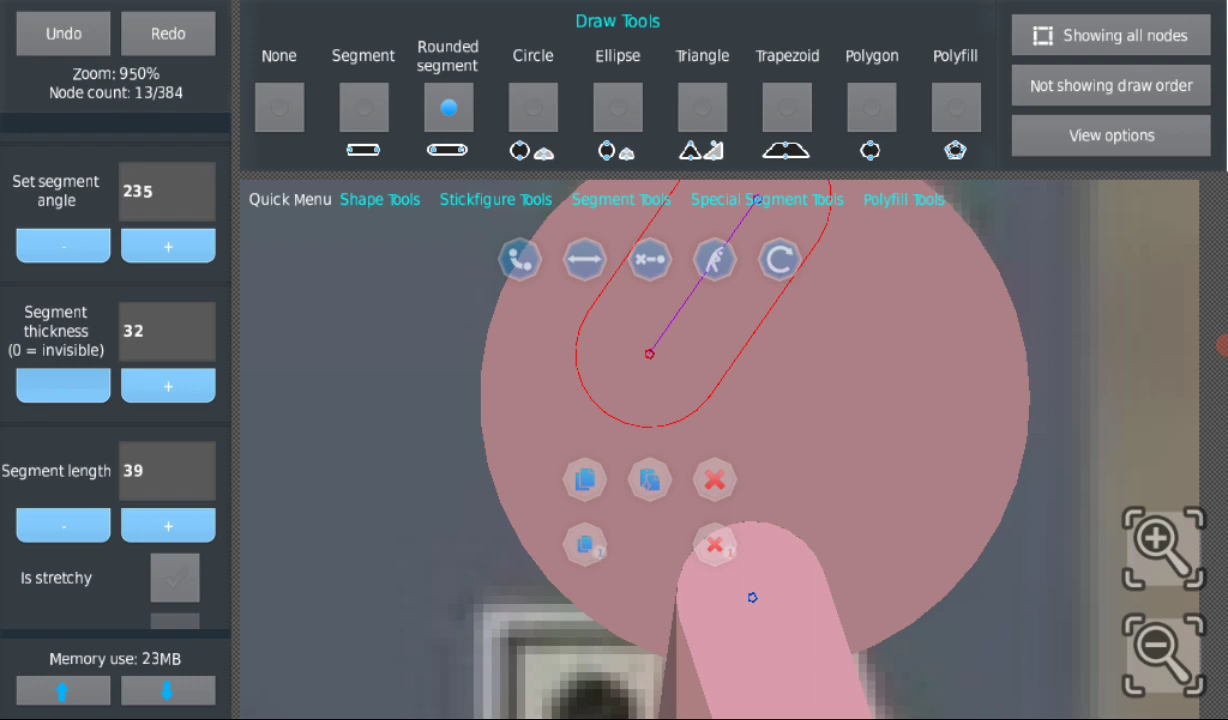 Undo
Redo
Zoom: 950%
Node count: 13/384
Set segment
angle
235
-
+
Segment
thickness
(0 = invisible)
32
+
Segment length
39
-
+
Is stretchy
Memory use: 23MB
Draw Tools
None
Segment
Rounded
segment
Circle
Ellipse
Triangle
Trapezoid
Polygon
Polyfill
Showing all nodes
Not showing draw order
View options
Quick Menu
Shape Tools
Stickfigure Tools
Segment Tools
Special Segment Tools
Polyfill Tools
1
1